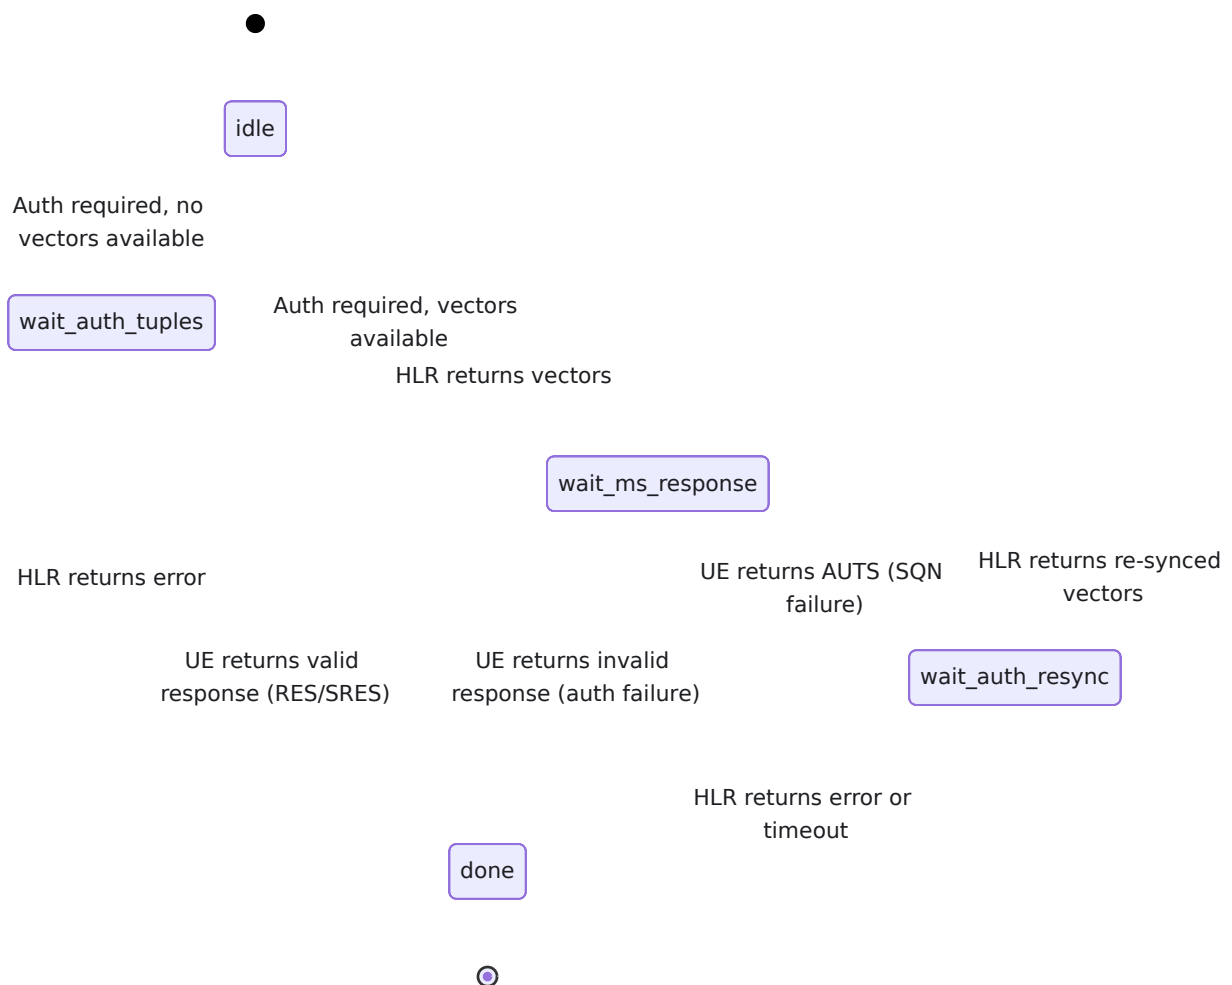 idle
Auth required, no
vectors available
wait_auth_tuples
Auth required, vectors
available
HLR returns vectors
wait_ms_response
HLR returns error
UE returns AUTS (SQN
failure)
HLR returns re-synced
vectors
UE returns valid
response (RES/SRES)
UE returns invalid
response (auth failure)
wait_auth_resync
HLR returns error or
timeout
done